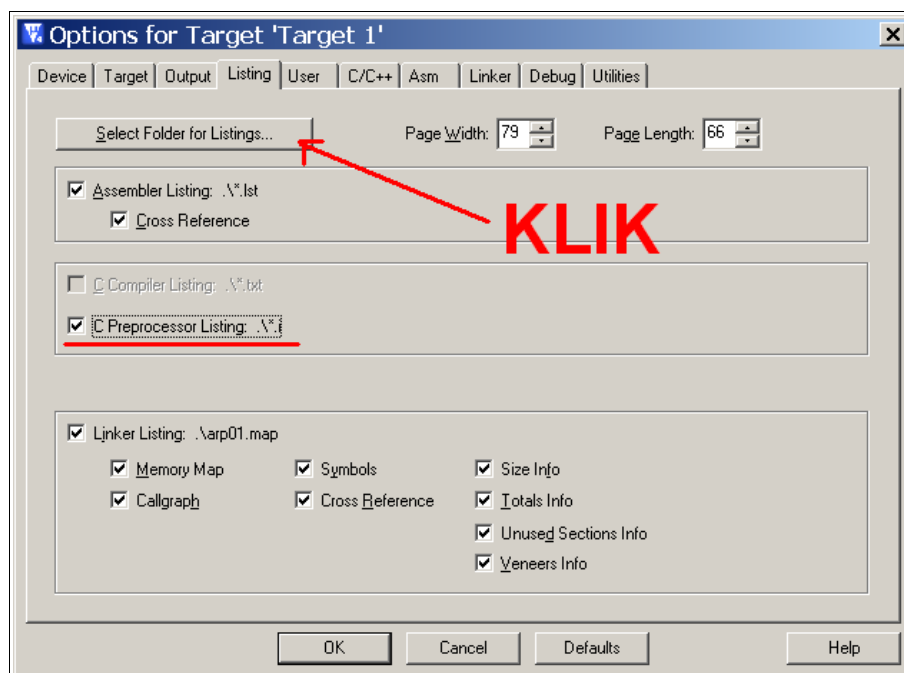 Options for Target 'Target 1'
Device Target Output Listing User C/C++ Asm Linker Debug Utilities
Select Folder for Listings... Page Width: 79 Page Length: 66
Assembler Listing: .\*.lst
Cross Reference
KLIK
C Compiler Listing: .\*.txt
C Preprocessor Listing: .\*.i
Linker Listing: .\arp01.map
Memory Map Symbols Size Info
Callgraph Cross Reference Totals Info
Unused Sections Info
Veneers Info
OK Cancel Defaults Help